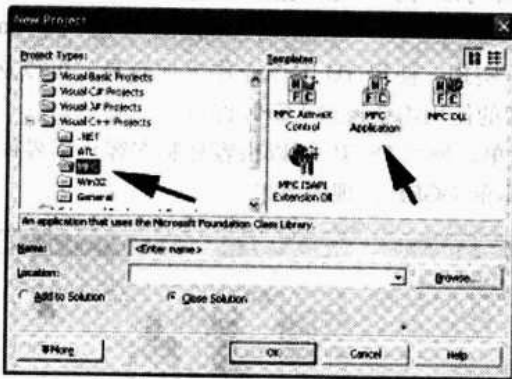 New Project
Project Types:
Templates:
Visual Basic Projects
Visual C# Projects
Visual J# Projects
Visual C++ Projects
.NET
ATL
MFC
Win32
General
MFC ActiveX Control
MFC Application
MFC DLL
MFC ISAPI Extension Dll
An application that uses the Microsoft Foundation Class Library.
Name:
<Enter name>
Location:
Browse...
Add to Solution
Close Solution
More
OK
Cancel
Help